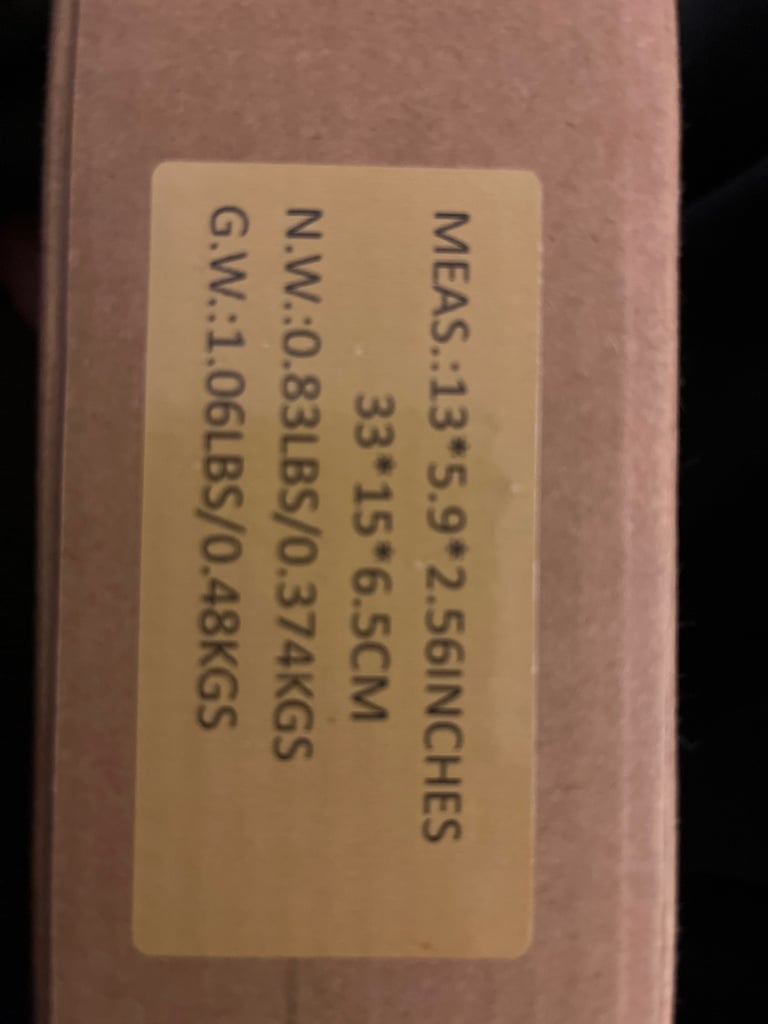 MEAS.:13*5.9*2.56INCHES
33*15*6.5CM
N.W.:0.83LBS/0.374KGS
G.W.:1.06LBS/0.48KGS